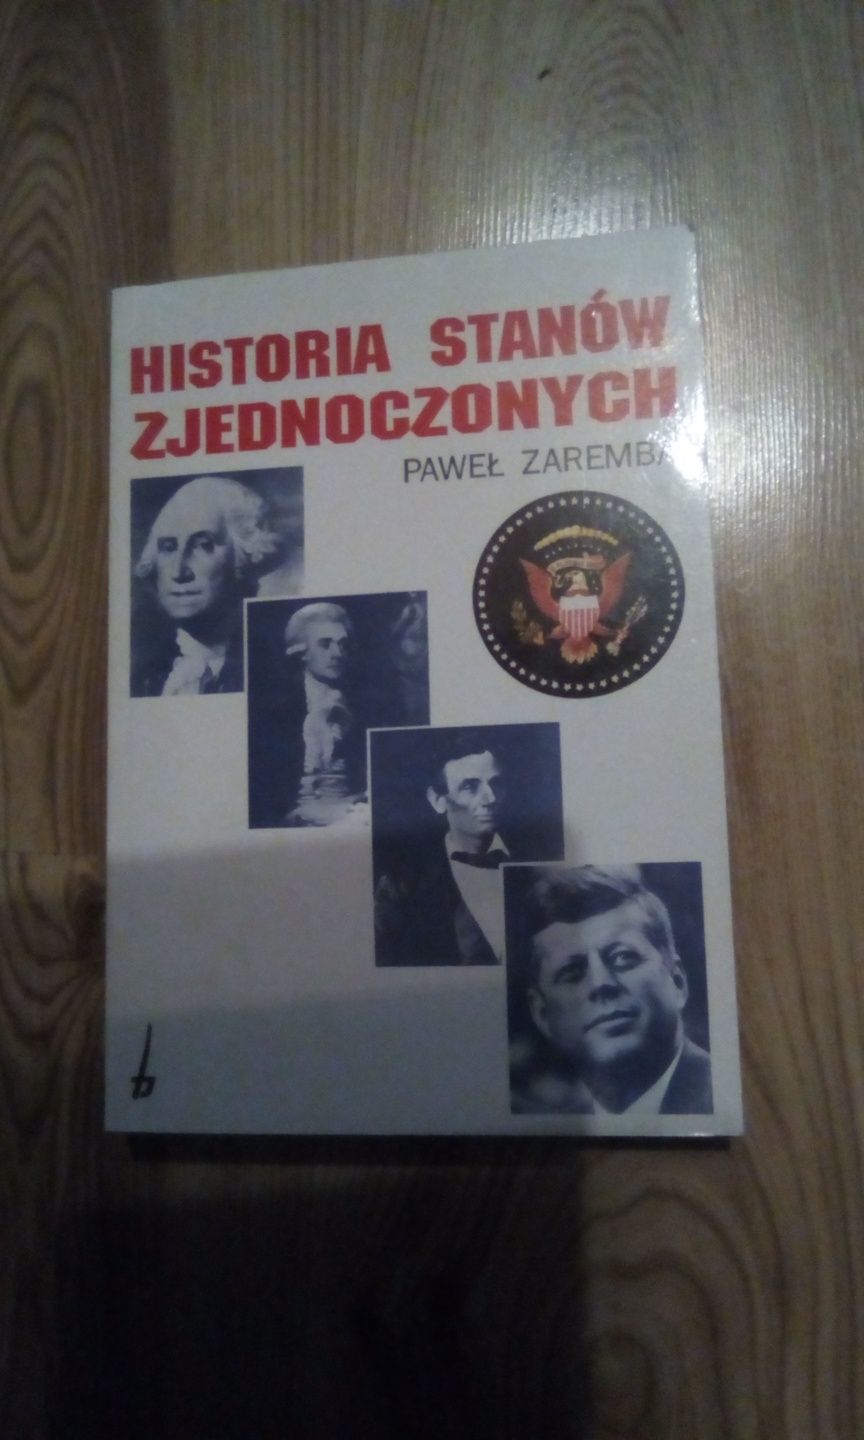 HISTORIA STANÓW
ZJEDNOCZONYCH
PAWEŁ ZAREMBA